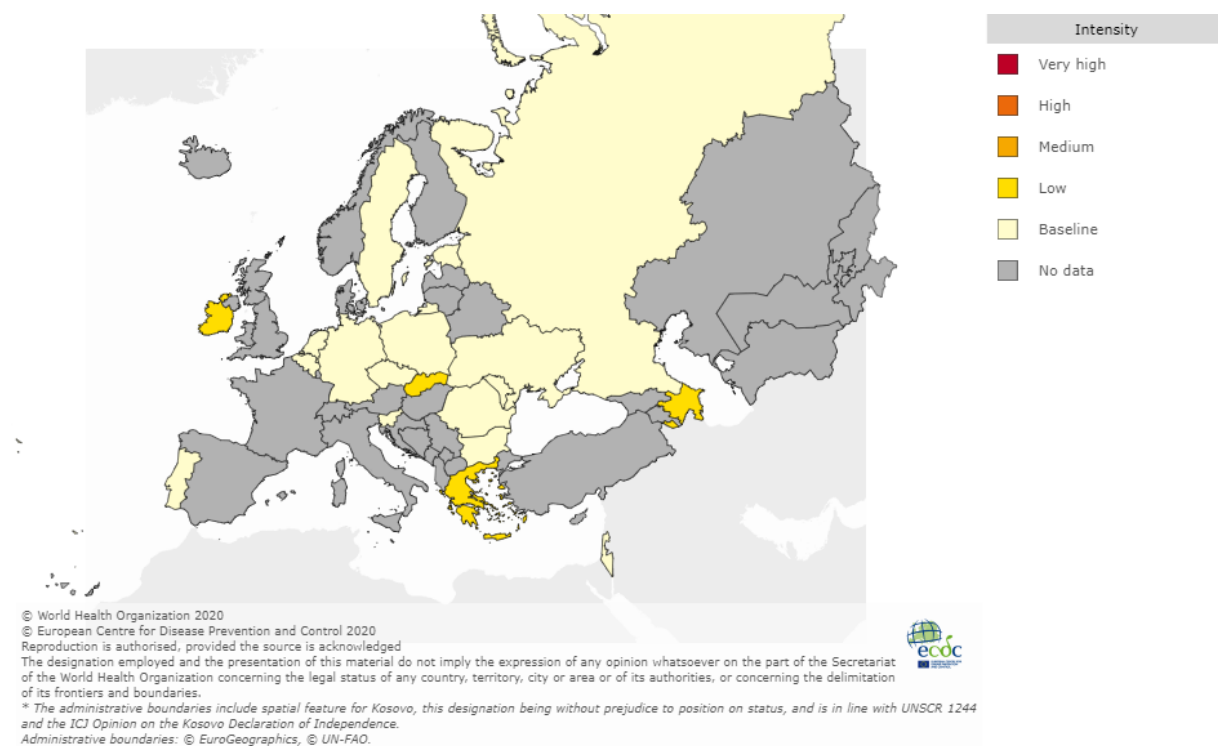 Intensity
Very high
High
Medium
Low
Baseline
No data
© World Health Organization 2020
© European Centre for Disease Prevention and Control 2020
Reproduction is authorised, provided the source is acknowledged
The designation employed and the presentation of this material do not imply the expression of any opinion whatsoever on the part of the Secretariat
of the World Health Organization concerning the legal status of any country, territory, city or area or of its authorities, or concerning the delimitation
of its frontiers and boundaries.
* The administrative boundaries include spatial feature for Kosovo, this designation being without prejudice to position on status, and is in line with UNSCR 1244
and the ICJ Opinion on the Kosovo Declaration of Independence.
Administrative boundaries: © EuroGeographics, © UN-FAO.
ecdc